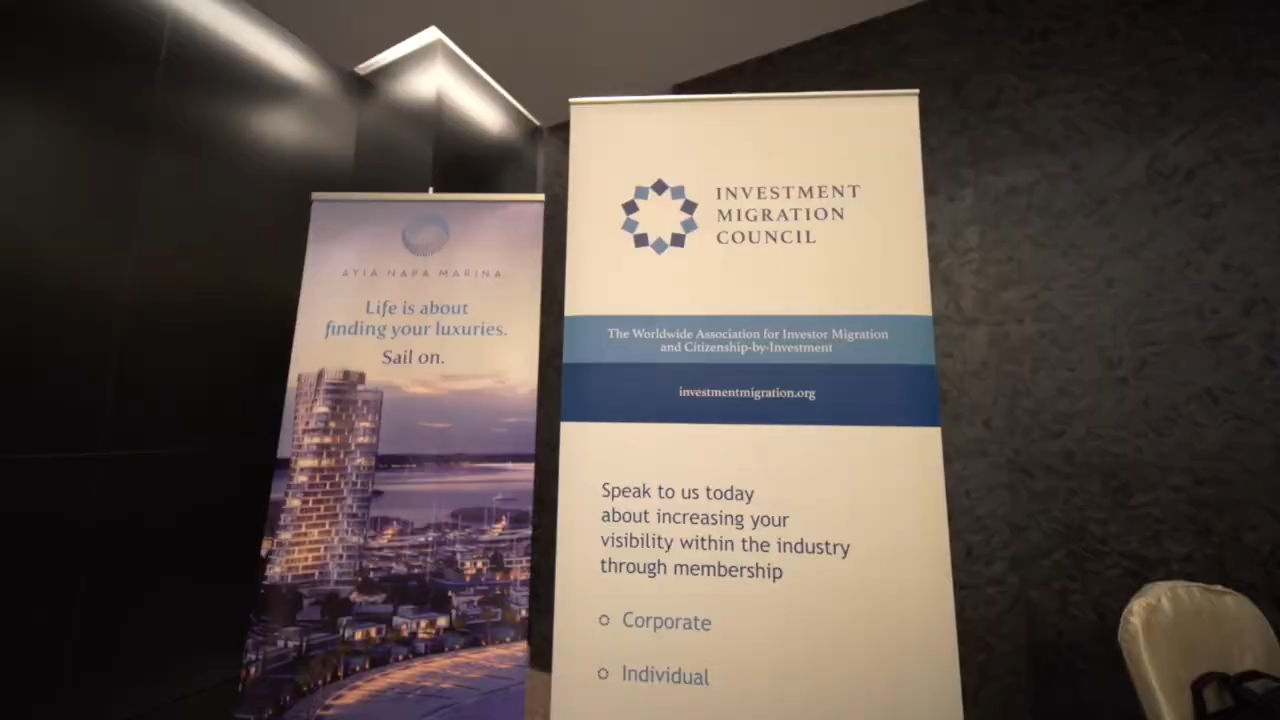 AYIA NAPA MARINA
Life is about
finding your luxuries.
Sail on.
INVESTMENT
MIGRATION
COUNCIL
The Worldwide Association for Investor Migration
and Citizenship-by-Investment
investmentmigration.org
Speak to us today
about increasing your
visibility within the industry
through membership
Corporate
Individual